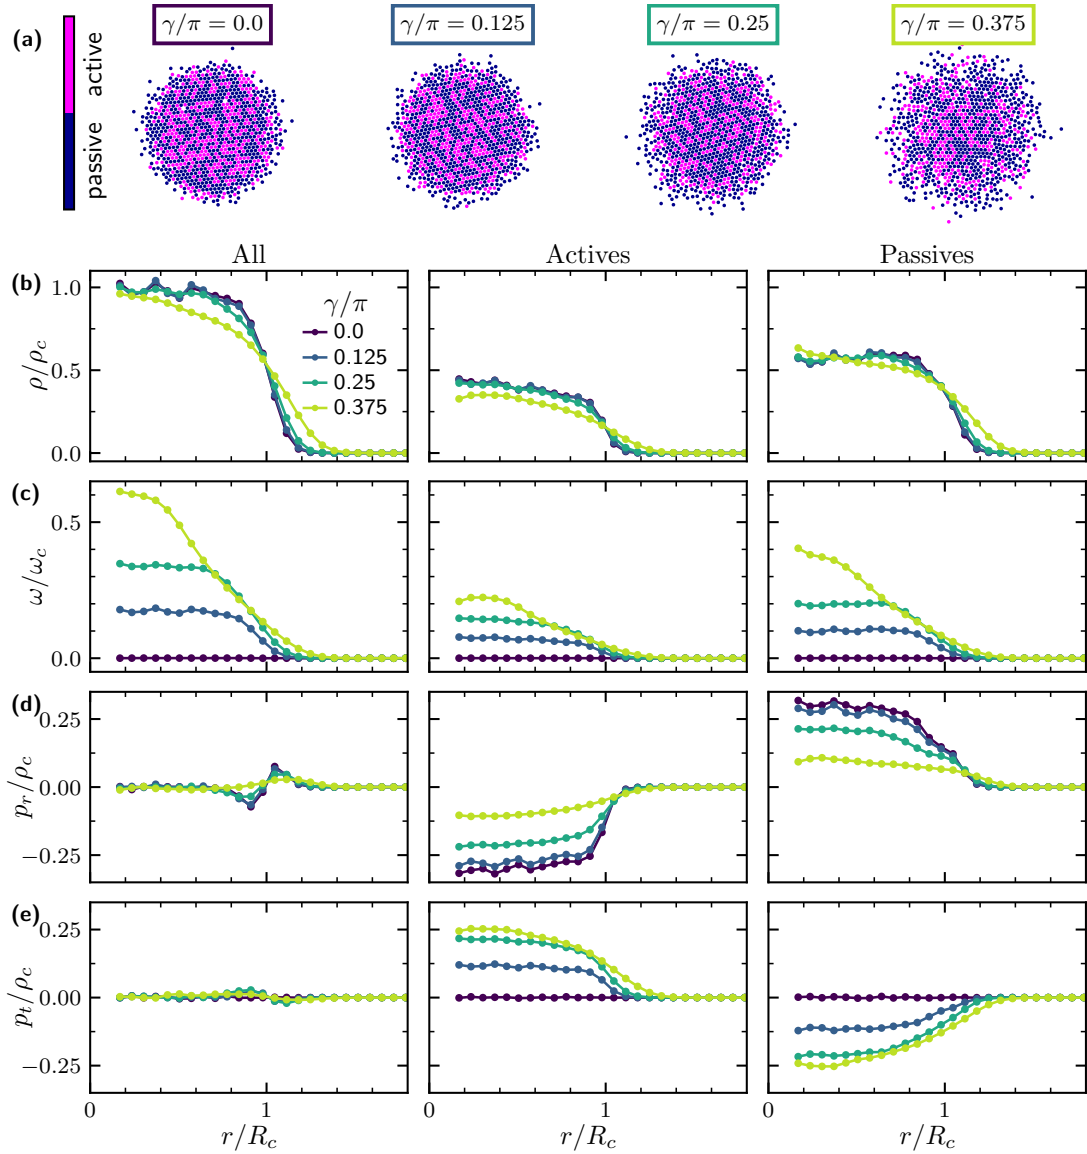 (a)
passive active
γ/π = 0.0
γ/π = 0.125
γ/π = 0.25
γ/π = 0.375
All
Actives
Passives
(b)
ρ/ρ_c
1.0
0.5
0.0
γ/π
0.0
0.125
0.25
0.375
(c)
ω/ω_c
0.5
0.0
(d)
p_r/ρ_c
0.25
0.00
−0.25
(e)
p_t/ρ_c
0.25
0.00
−0.25
0 1
1
1
r/R_c
r/R_c
r/R_c